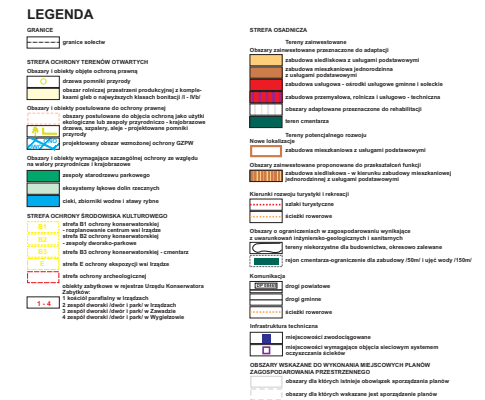 LEGENDA
GRANICE
granice sołectw
STREFA OCHRONY TERENÓW OTWARTYCH
Obszary i obiekty objęte ochroną prawną
drzewa pomniki przyrody
obszar rolniczej przestrzeni produkcyjnej z komple-
ksami gleb o najwyższych klasach bonitacji /I - IVb/
Obszary i obiekty postulowane do ochrony prawnej
obszary postulowane do objęcia ochroną jako użytki
ekologiczne lub zespoły przyrodniczo - krajobrazowe
drzewa, szpalery, aleje - projektowane pomniki
przyrody
projektowany obszar wzmożonej ochrony GZPW
Obszary i obiekty wymagające szczególnej ochrony ze względu
na walory przyrodnicze i krajobrazowe
zespoły starodrzewu parkowego
ekosystemy łąkowe dolin rzecznych
cieki, zbiorniki wodne i stawy rybne
STREFA OCHRONY ŚRODOWISKA KULTUROWEGO
B1
strefa B1 ochrony konserwatorskiej
- rozplanowanie centrum wsi Irządze
B2
strefa B2 ochrony konserwatorskiej
- zespoły dworsko-parkowe
B3
strefa B3 ochrony konserwatorskiej - cmentarz
E
strefa E ochrony ekspozycji wsi Irządze
strefa ochrony archeologicznej
obiekty zabytkowe w rejestrze Urzędu Konserwatora
Zabytków:
1 - 4
1 kościół parafialny w Irządzach
2 zespół dworski /dwór i park/ w Irządzach
3 zespół dworski /dwór i park/ w Zawadzie
4 zespół dworski /dwór i park/ w Wygiełzowie
STREFA OSADNICZA
Tereny zainwestowane
Obszary zainwestowane przeznaczone do adaptacji
zabudowa siedliskowa z usługami podstawowymi
zabudowa mieszkaniowa jednorodzinna
z usługami podstawowymi
zabudowa usługowa - ośrodki usługowe gminne i sołeckie
zabudowa przemysłowa, rolnicza i usługowo - techniczna
obszary adaptowane przeznaczone do rehabilitacji
teren cmentarza
Tereny potencjalnego rozwoju
Nowe lokalizacje
zabudowa mieszkaniowa z usługami podstawowymi
Obszary zainwestowane proponowane do przekształceń funkcji
zabudowa siedliskowa - w kierunku zabudowy mieszkaniowej
jednorodzinnej z usługami podstawowymi
Kierunki rozwoju turystyki i rekreacji
szlaki turystyczne
ścieżki rowerowe
Obszary o ograniczeniach w zagospodarowaniu wynikające
z uwarunkowań inżyniersko-geologicznych i sanitarnych
tereny niekorzystne dla budownictwa, okresowo zalewane
rejon cmentarza-ograniczenie dla zabudowy /50m/ i ujęć wody /150m/
Komunikacja
drogi powiatowe
drogi gminne
ścieżki rowerowe
Infrastruktura techniczna
miejscowości zwodociągowane
miejscowości wymagające objęcia sieciowym systemem
oczyszczania ścieków
OBSZARY WSKAZANE DO WYKONANIA MIEJSCOWYCH PLANÓW
ZAGOSPODAROWANIA PRZESTRZENNEGO
obszary dla których istnieje obowiązek sporządzania planów
obszary dla których wskazane jest sporządzenie planów